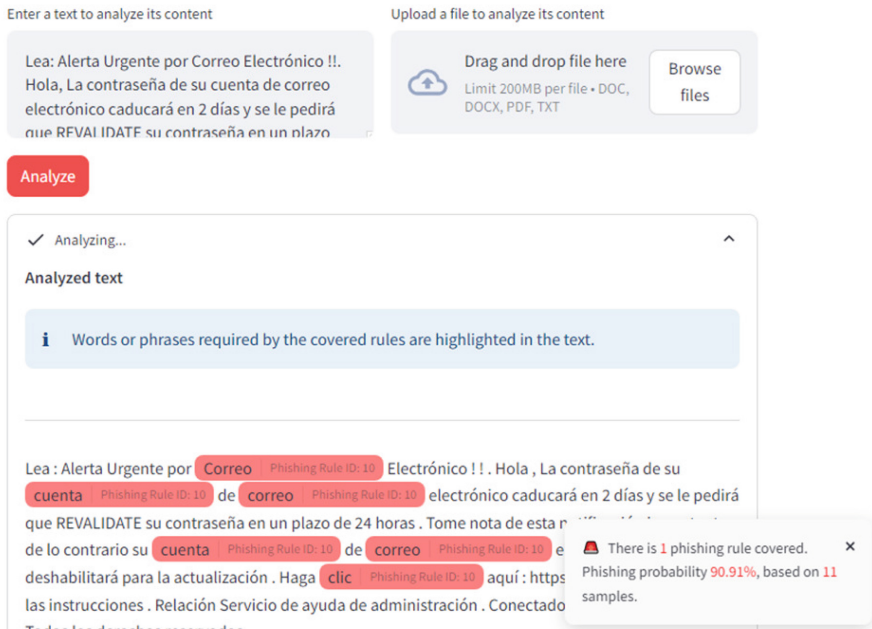 Enter a text to analyze its content
Upload a file to analyze its content
Lea: Alerta Urgente por Correo Electrónico !!.
Hola, La contraseña de su cuenta de correo
electrónico caducará en 2 días y se le pedirá
que REVALIDATE su contraseña en un plazo
Drag and drop file here
Limit 200MB per file • DOC,
DOCX, PDF, TXT
Browse
files
Analyze
Analyzing...
Analyzed text
Words or phrases required by the covered rules are highlighted in the text.
Lea : Alerta Urgente por Correo Phishing Rule ID: 10 Electrónico ! ! . Hola , La contraseña de su
cuenta Phishing Rule ID: 10 de correo Phishing Rule ID: 10 electrónico caducará en 2 días y se le pedirá
que REVALIDATE su contraseña en un plazo de 24 horas . Tome nota de esta
de lo contrario su cuenta Phishing Rule ID: 10 de correo Phishing Rule ID: 10 e
deshabilitará para la actualización . Haga clic Phishing Rule ID: 10 aquí : https
las instrucciones . Relación Servicio de ayuda de administración . Conectado
There is 1 phishing rule covered.
Phishing probability 90.91%, based on 11
samples.